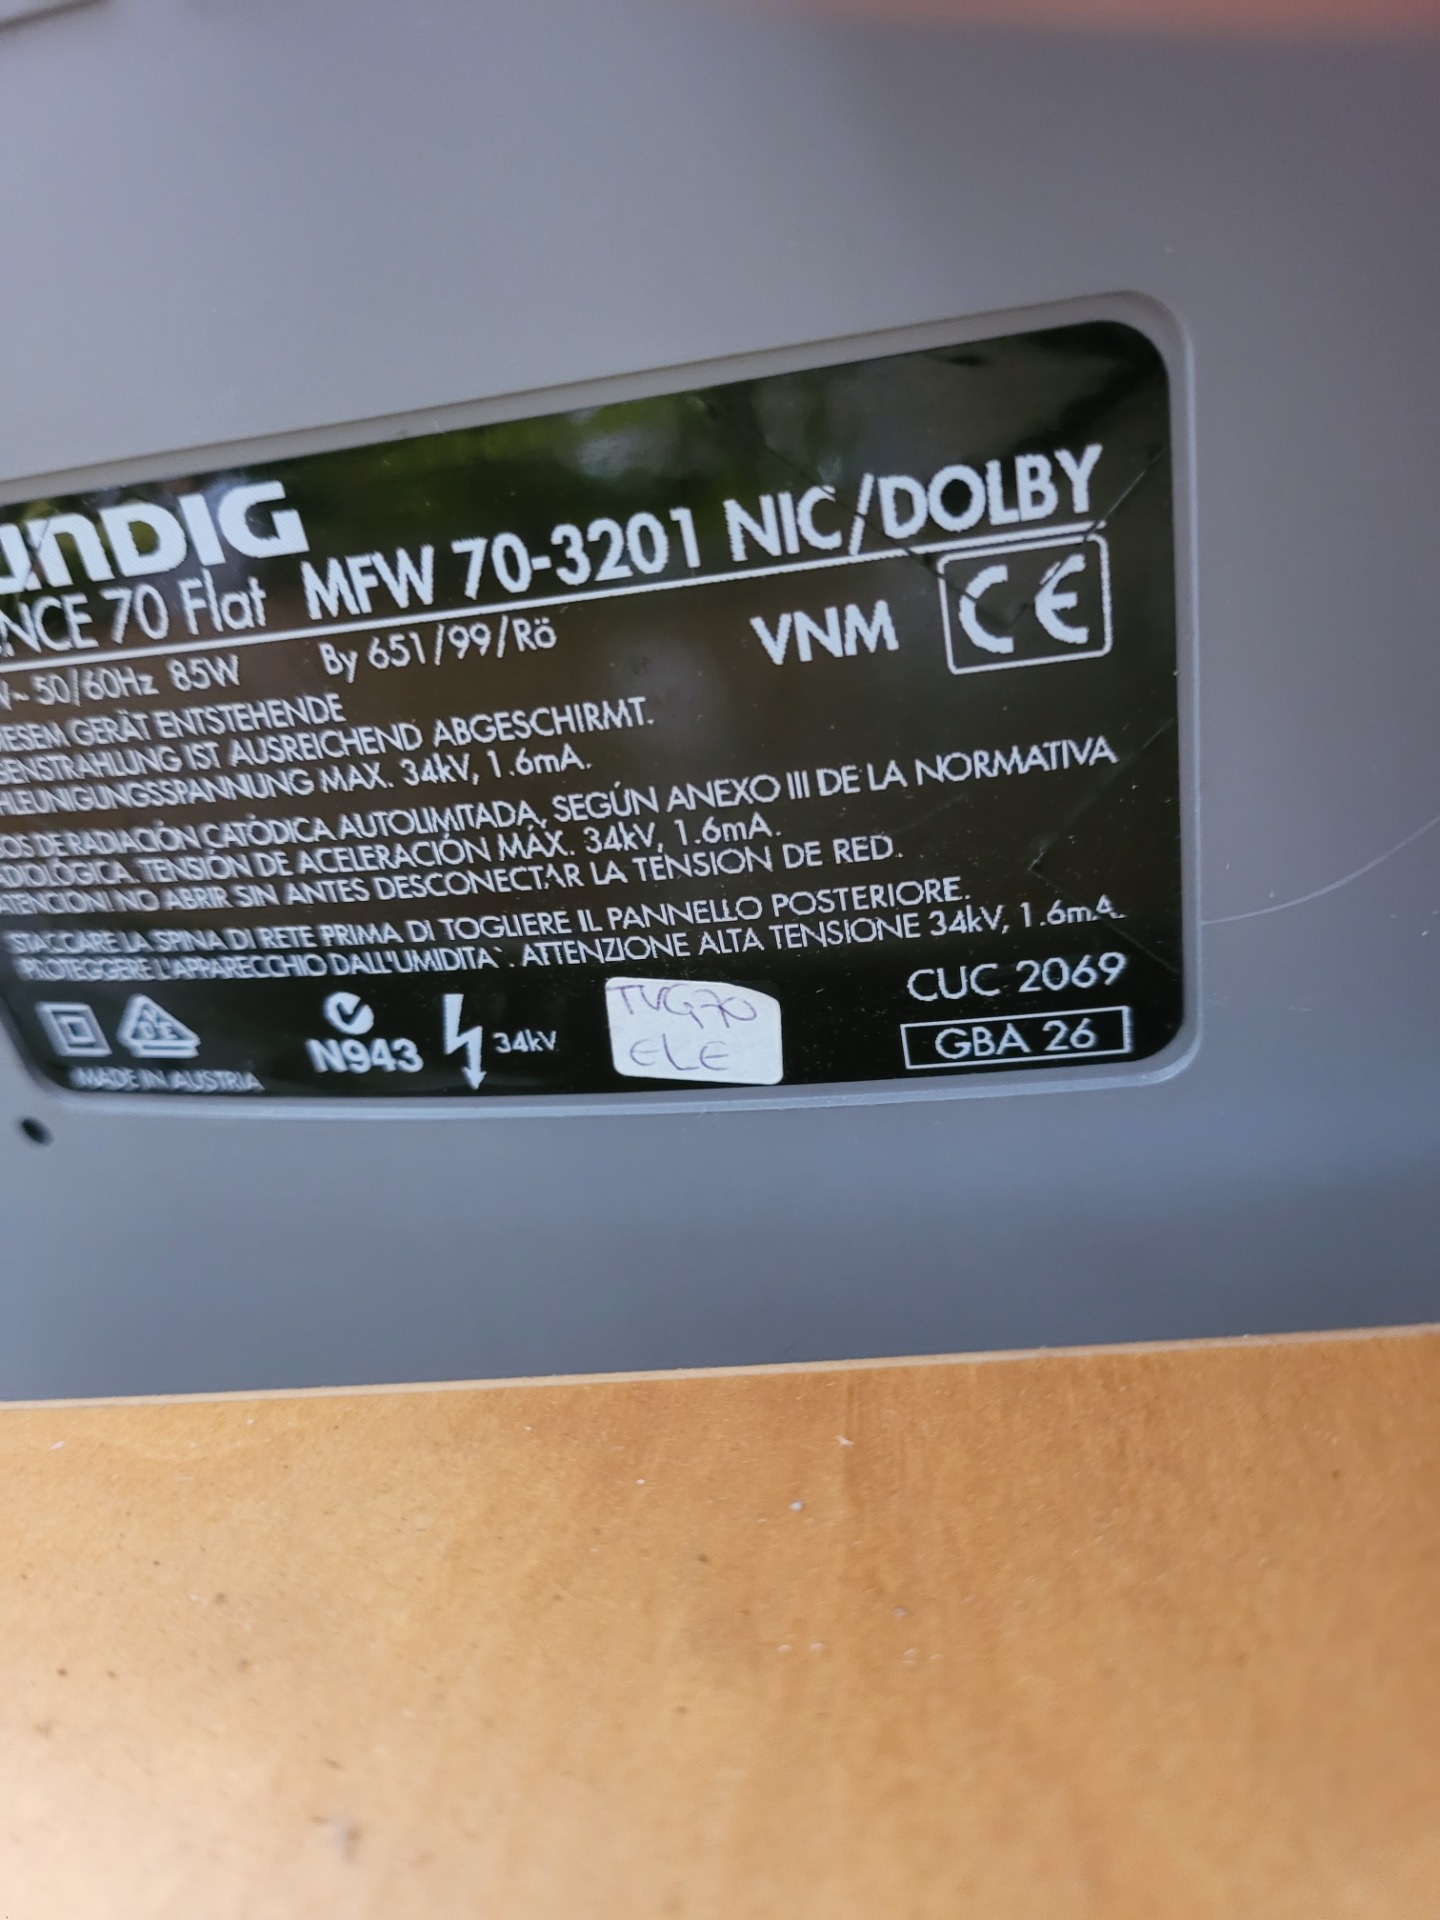 UNDIG
NCE 70 Flat MFW 70-3201 NIC/DOLBY
V~ 50/60Hz 85W By 651/99/Rö VNM CE
IESEM GERÄT ENTSTEHENDE
GENSTRAHLUNG IST AUSREICHEND ABGESCHIRMT.
HLEUNIGUNGSSPANNUNG MAX. 34kV, 1.6mA.
OS DE RADIACIÓN CATÓDICA AUTOLIMITADA, SEGÚN ANEXO III DE LA NORMATIVA
ADIOLÓGICA. TENSIÓN DE ACELERACIÓN MÁX. 34kV, 1.6mA.
ATENCION! NO ABRIR SIN ANTES DESCONECTAR LA TENSION DE RED.
STACCARE LA SPINA DI RETE PRIMA DI TOGLIERE IL PANNELLO POSTERIORE.
PROTEGGERE L'APPARECCHIO DALL'UMIDITA`. ATTENZIONE ALTA TENSIONE 34kV, 1.6mA.
N943 34kV
TVG70
ELE
CUC 2069
GBA 26
MADE IN AUSTRIA